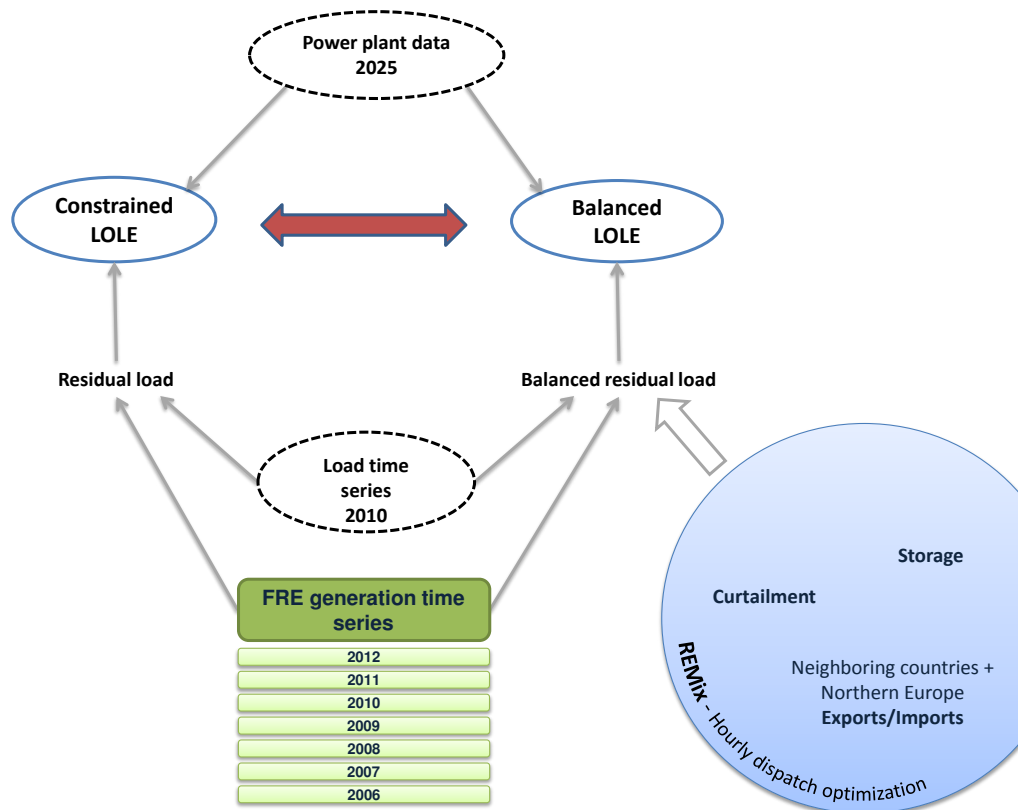 Power plant data
2025
Constrained
LOLE
Balanced
LOLE
Residual load
Balanced residual load
Load time
series
2010
FRE generation time
series
2012
2011
2010
2009
2008
2007
2006
Storage
Curtailment
Neighboring countries +
Northern Europe
Exports/Imports
REMix - Hourly dispatch optimization